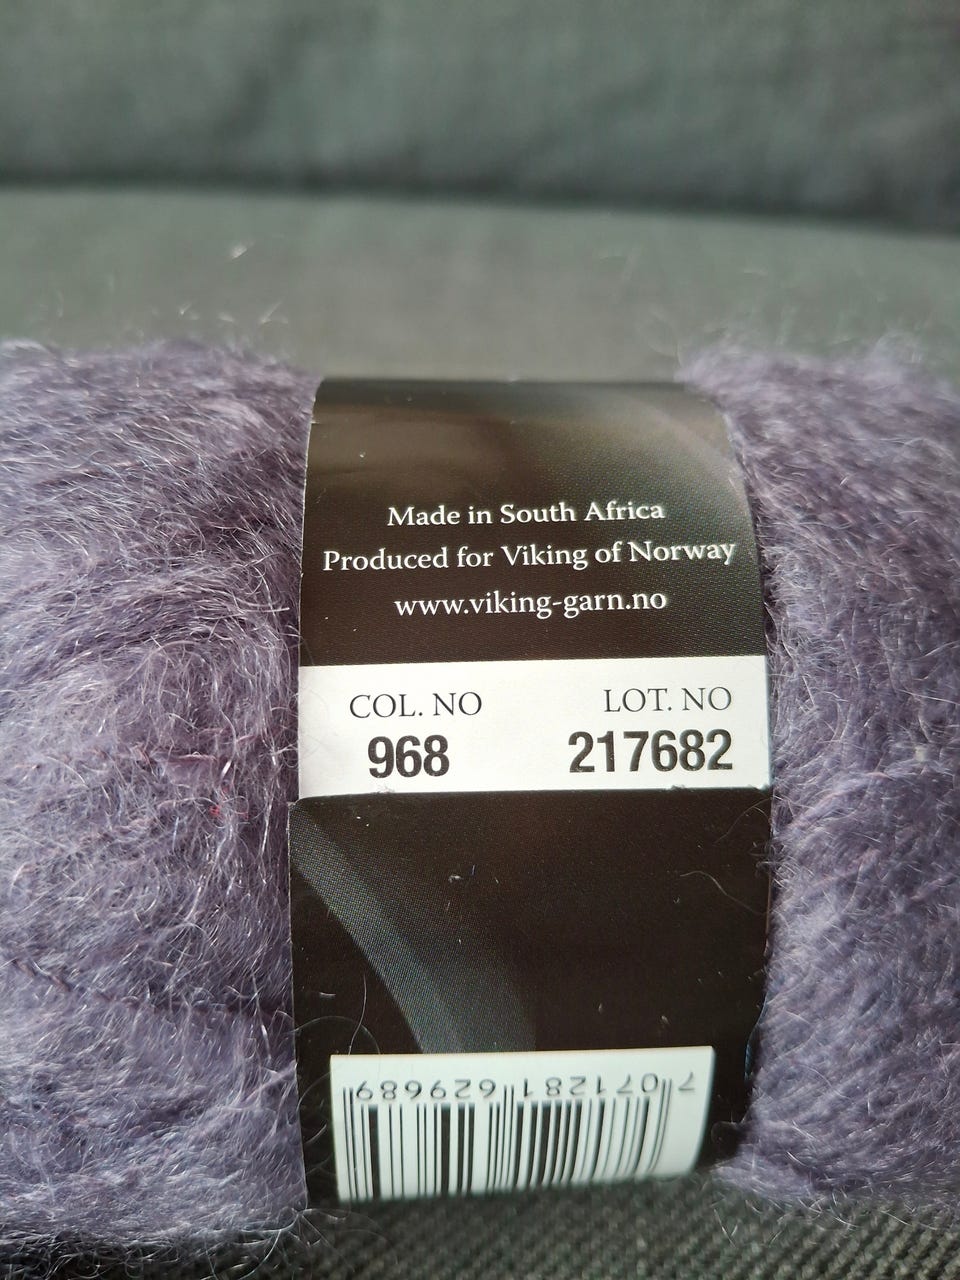 Made in South Africa
Produced for Viking of Norway
www.viking-garn.no
COL. NO LOT. NO
968 217682
7 071281 629689